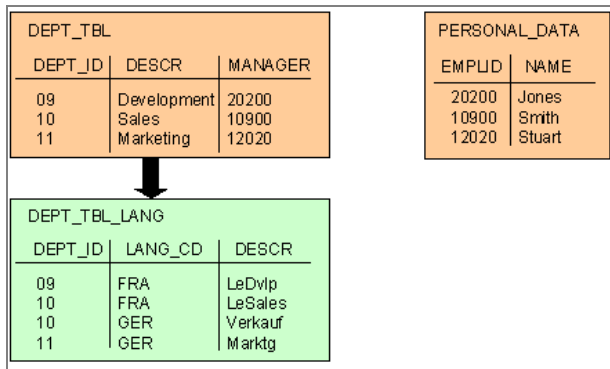 DEPT_TBL
DEPT_ID DESCR MANAGER
09 Development 20200
10 Sales 10900
11 Marketing 12020
PERSONAL_DATA
EMPLID NAME
20200 Jones
10900 Smith
12020 Stuart
DEPT_TBL_LANG
DEPT_ID LANG_CD DESCR
09 FRA LeDvlp
10 FRA LeSales
10 GER Verkauf
11 GER Marktg